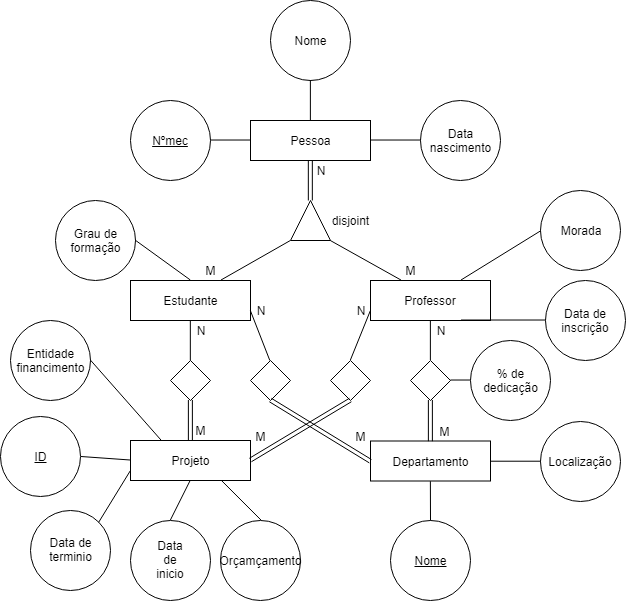 Nome
Nºmec
Pessoa
Data
nascimento
N
disjoint
Grau de
formação
Morada
M
M
Estudante
Professor
N
N
Data de
inscrição
N
N
Entidade
financimento
% de
dedicação
M
M
M
M
ID
Projeto
Departamento
Localização
Data de
terminio
Data
de
inicio
Orçamçamento
Nome